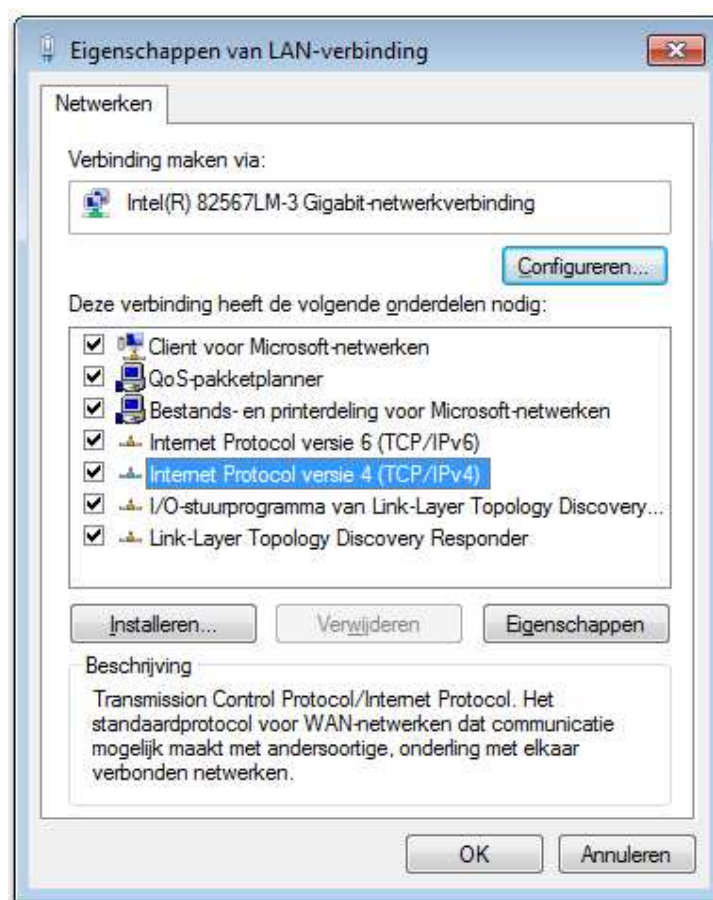 Eigenschappen van LAN-verbinding
Netwerken
Verbinding maken via:
Intel(R) 82567LM-3 Gigabit-netwerkverbinding
Configureren...
Deze verbinding heeft de volgende onderdelen nodig:
Client voor Microsoft-netwerken
QoS-pakketplanner
Bestands- en printerdeling voor Microsoft-netwerken
Internet Protocol versie 6 (TCP/IPv6)
Internet Protocol versie 4 (TCP/IPv4)
I/O-stuurprogramma van Link-Layer Topology Discovery...
Link-Layer Topology Discovery Responder
Installeren... Verwijderen Eigenschappen
Beschrijving
Transmission Control Protocol/Internet Protocol. Het
standaardprotocol voor WAN-netwerken dat communicatie
mogelijk maakt met andersoortige, onderling met elkaar
verbonden netwerken.
OK Annuleren